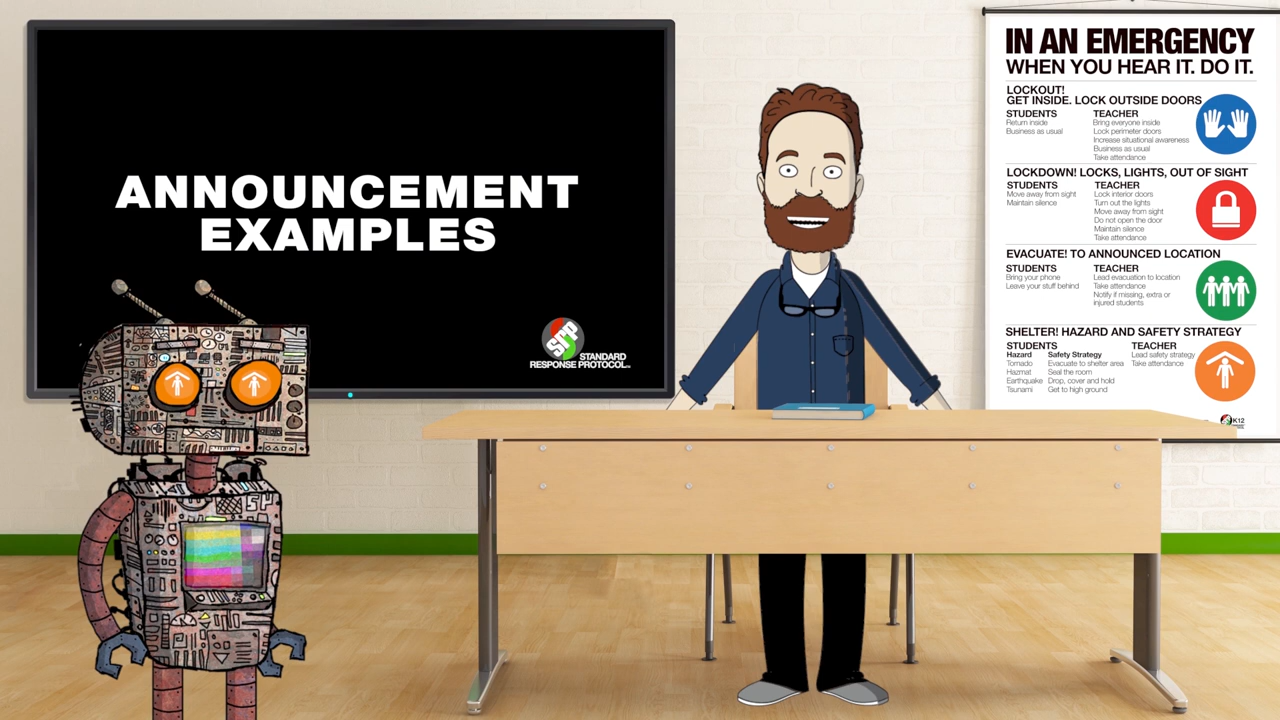 ANNOUNCEMENT
EXAMPLES
SRP
STANDARD
RESPONSE PROTOCOL
IN AN EMERGENCY
WHEN YOU HEAR IT. DO IT.
LOCKOUT!
GET INSIDE. LOCK OUTSIDE DOORS
STUDENTS
Return inside
Business as usual
TEACHER
Bring everyone inside
Lock perimeter doors
Increase situational awareness
Business as usual
Take attendance
LOCKDOWN! LOCKS, LIGHTS, OUT OF SIGHT
STUDENTS
Move away from sight
Maintain silence
TEACHER
Lock interior doors
Turn out the lights
Move away from sight
Do not open the door
Maintain silence
Take attendance
EVACUATE! TO ANNOUNCED LOCATION
STUDENTS
Bring your phone
Leave your stuff behind
TEACHER
Lead evacuation to location
Take attendance
Notify if missing, extra or
injured students
SHELTER! HAZARD AND SAFETY STRATEGY
STUDENTS
Hazard Safety Strategy
Tornado Evacuate to shelter area
Hazmat Seal the room
Earthquake Drop, cover and hold
Tsunami Get to high ground
TEACHER
Lead safety strategy
Take attendance
K12